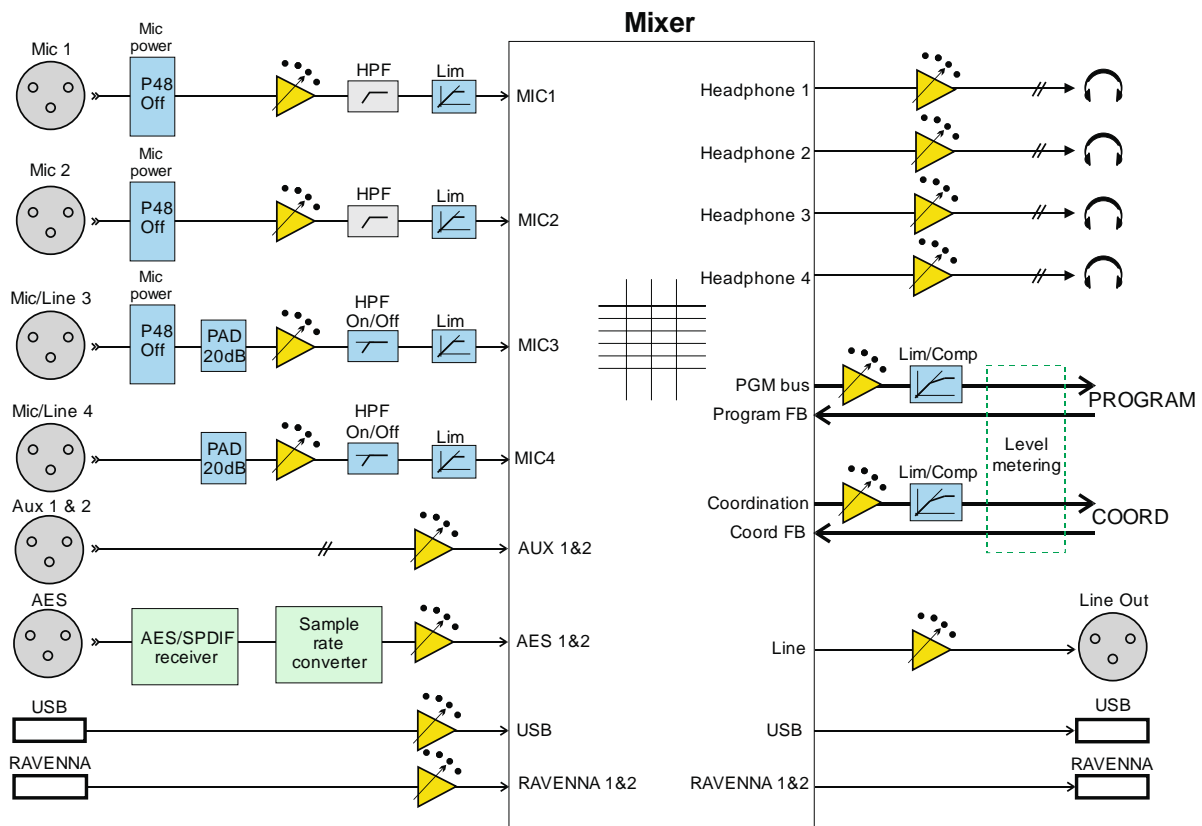 Mixer
Mic 1
Mic
power
P48
Off
HPF
Lim
MIC1
Mic 2
Mic
power
P48
Off
HPF
Lim
MIC2
Mic/Line 3
Mic
power
P48
Off
PAD
20dB
HPF
On/Off
Lim
MIC3
Mic/Line 4
PAD
20dB
HPF
On/Off
Lim
MIC4
Aux 1 & 2
AUX 1&2
AES
AES/SPDIF
receiver
Sample
rate
converter
AES 1&2
USB
USB
RAVENNA
RAVENNA 1&2
Headphone 1
Headphone 2
Headphone 3
Headphone 4
PGM bus
Lim/Comp
PROGRAM
Program FB
Level
metering
Coordination
Lim/Comp
COORD
Coord FB
Line
Line Out
USB
USB
RAVENNA 1&2
RAVENNA